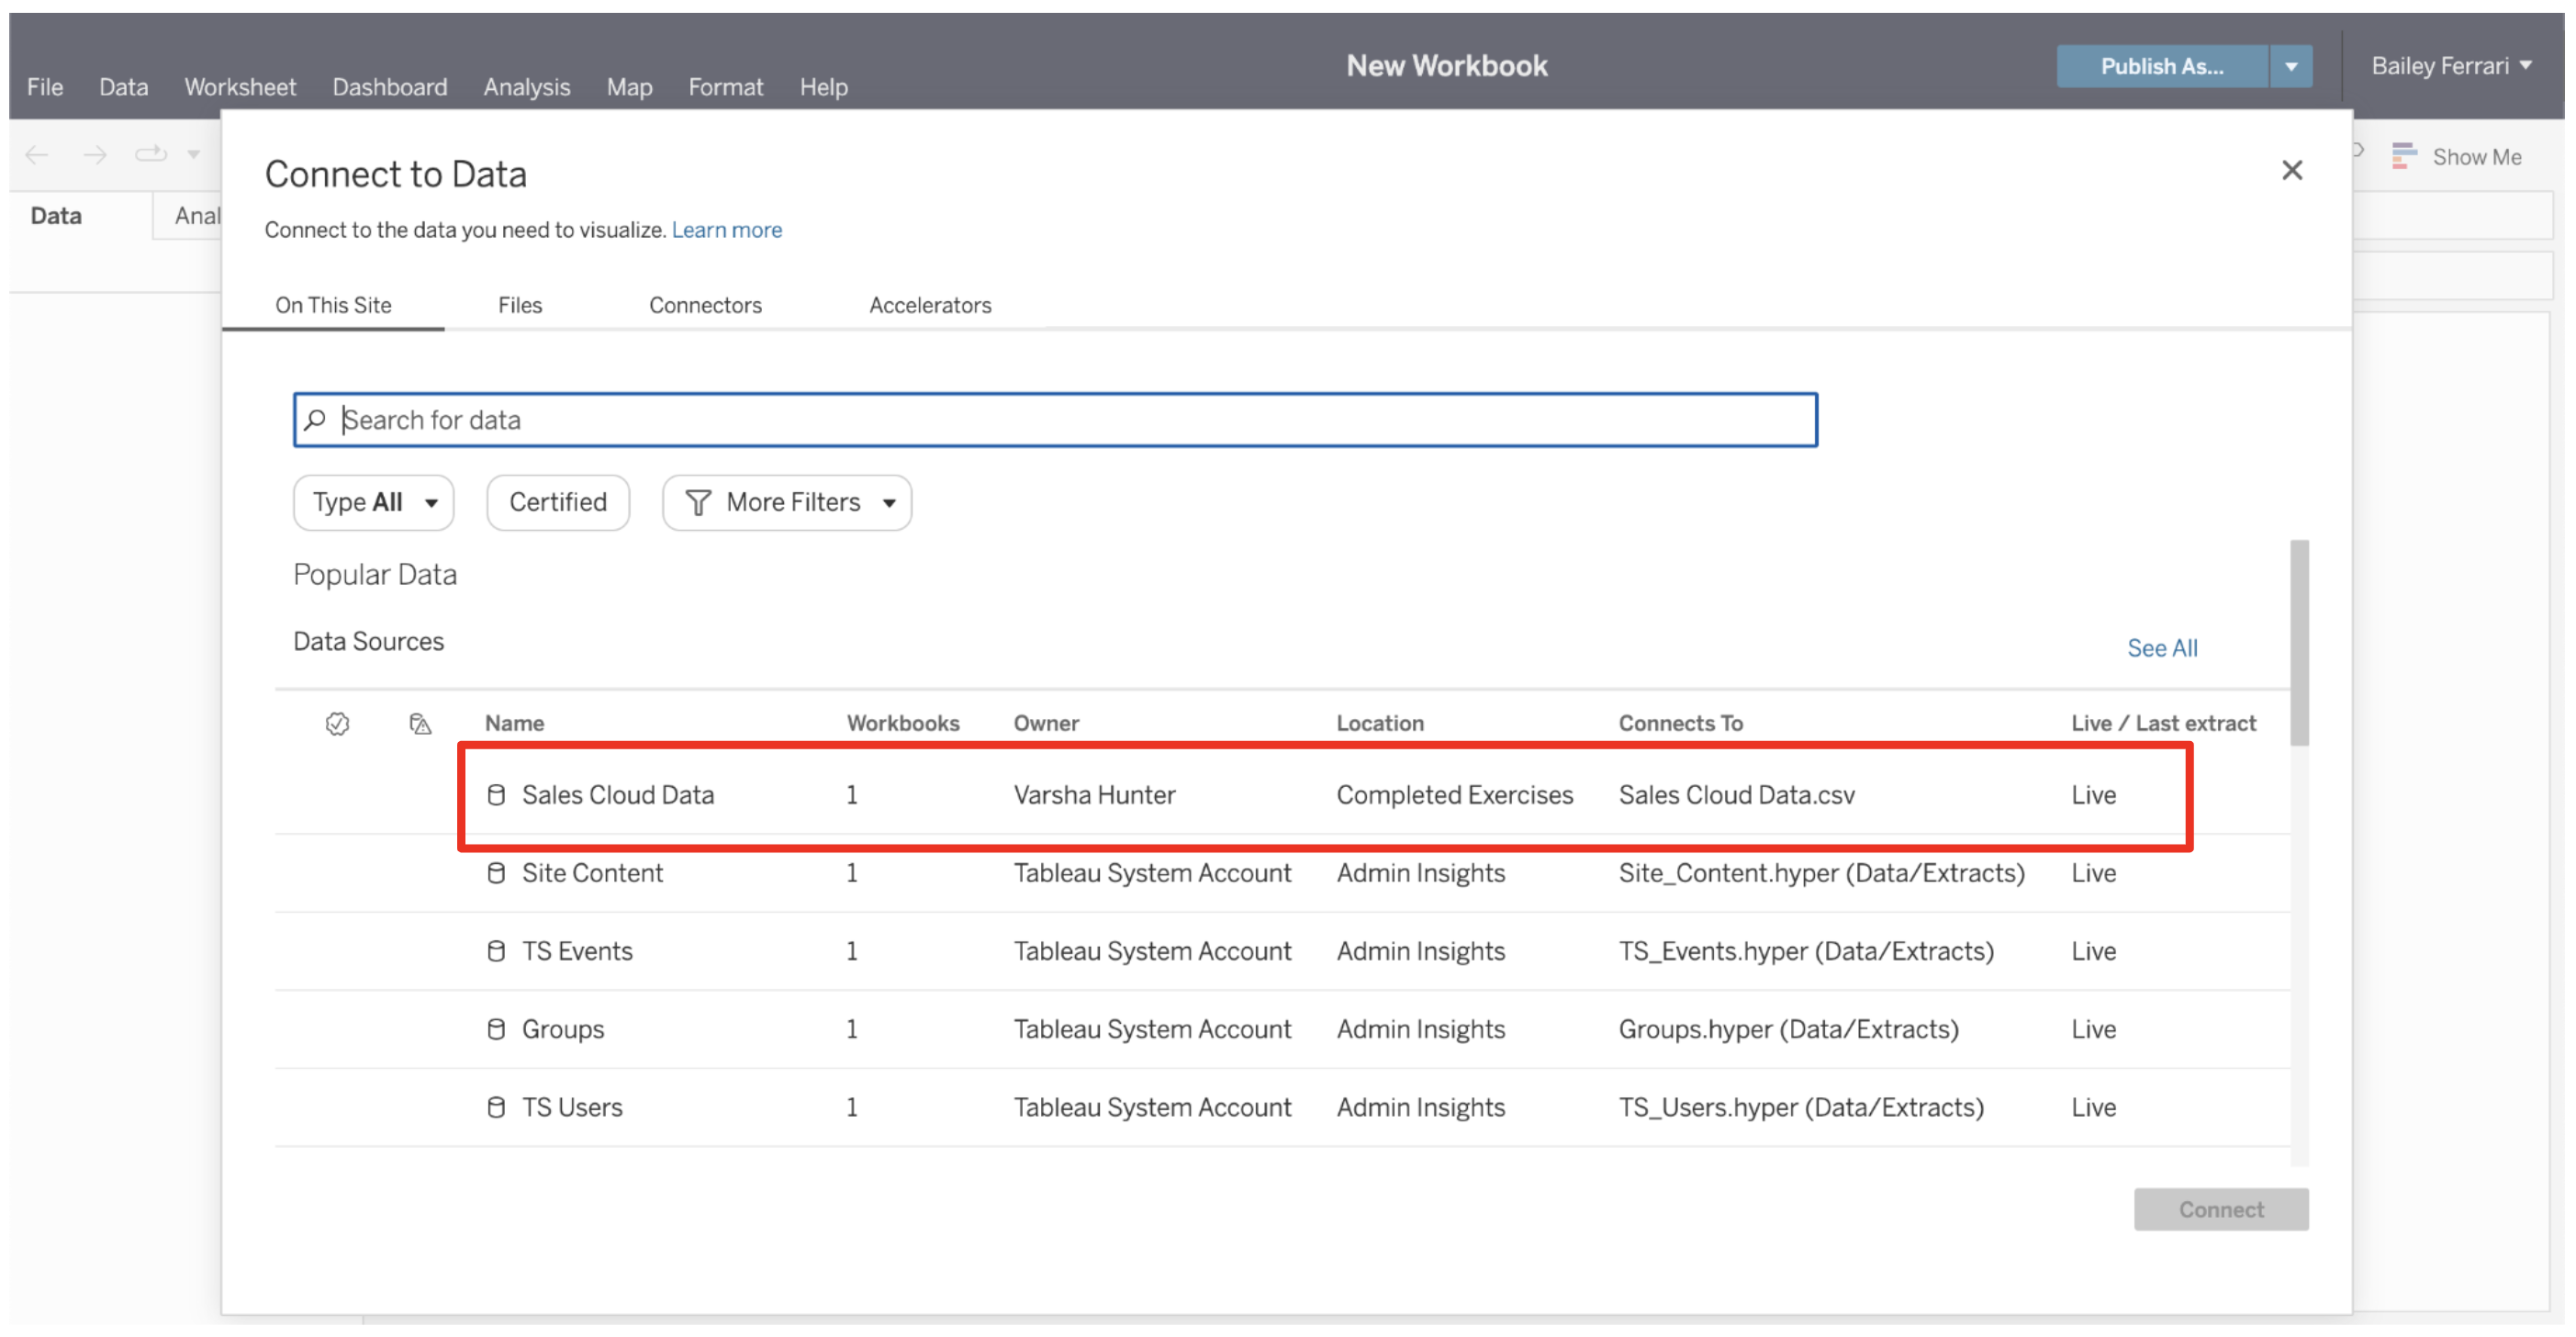 New Workbook
Publish As...
Bailey Ferrari
File Data Worksheet Dashboard Analysis Map Format Help
Connect to Data
Show Me
Data Anal
Connect to the data you need to visualize. Learn more
On This Site Files Connectors Accelerators
Search for data
Type All Certified More Filters
Popular Data
Data Sources
See All
Name Workbooks Owner Location Connects To Live / Last extract
Sales Cloud Data 1 Varsha Hunter Completed Exercises Sales Cloud Data.csv Live
Site Content 1 Tableau System Account Admin Insights Site_Content.hyper (Data/Extracts) Live
TS Events 1 Tableau System Account Admin Insights TS_Events.hyper (Data/Extracts) Live
Groups 1 Tableau System Account Admin Insights Groups.hyper (Data/Extracts) Live
TS Users 1 Tableau System Account Admin Insights TS_Users.hyper (Data/Extracts) Live
Connect